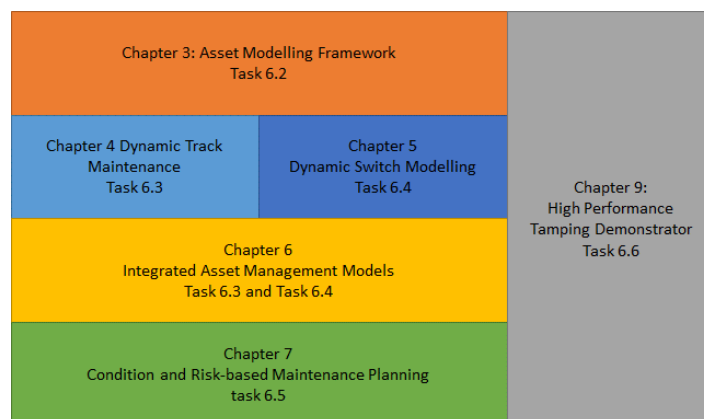 Chapter 3: Asset Modelling Framework
Task 6.2
Chapter 4 Dynamic Track
Maintenance
Task 6.3
Chapter 5
Dynamic Switch Modelling
Task 6.4
Chapter 6
Integrated Asset Management Models
Task 6.3 and Task 6.4
Chapter 7
Condition and Risk-based Maintenance Planning
task 6.5
Chapter 9:
High Performance
Tamping Demonstrator
Task 6.6